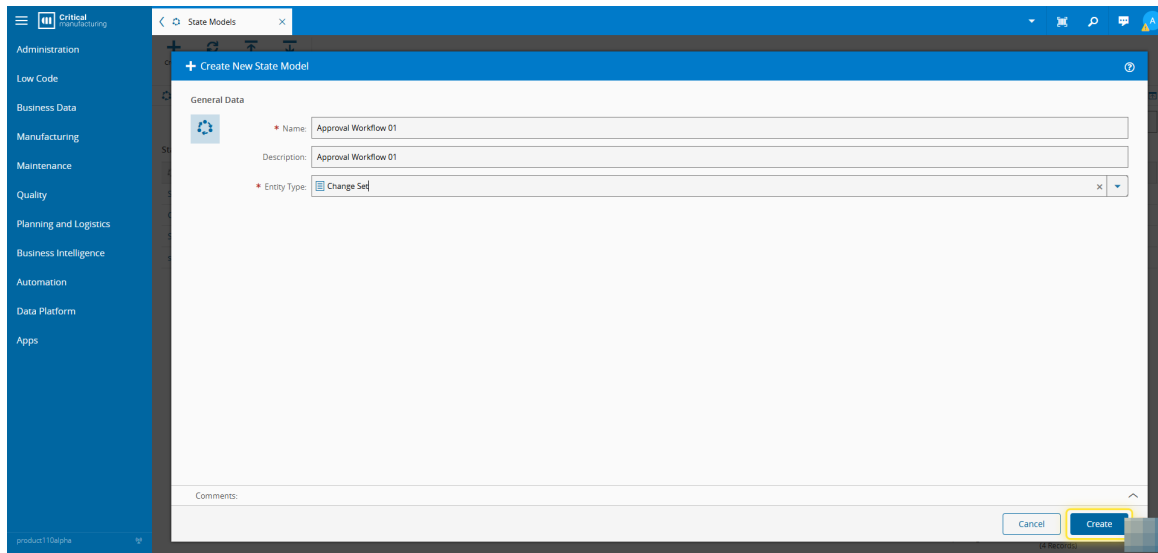 Critical
manufacturing
State Models
A
Administration
Low Code
Business Data
Manufacturing
Maintenance
Quality
Planning and Logistics
Business Intelligence
Automation
Data Platform
Apps
product110alpha
Create New State Model
General Data
* Name: Approval Workflow 01
Description: Approval Workflow 01
* Entity Type: Change Set
Comments:
Cancel
Create